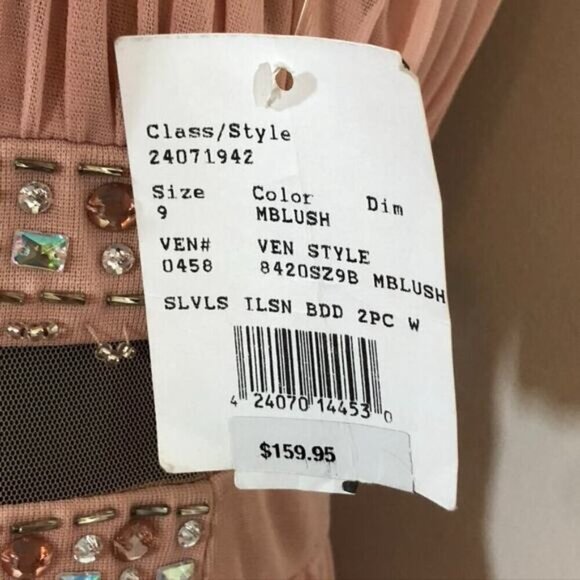 Class/Style
24071942
Size Color Dim
9 MBLUSH
VEN# VEN STYLE
0458 8420SZ9B MBLUSH
SLVLS ILSN BDD 2PC W
4 24070 14453 0
$159.95